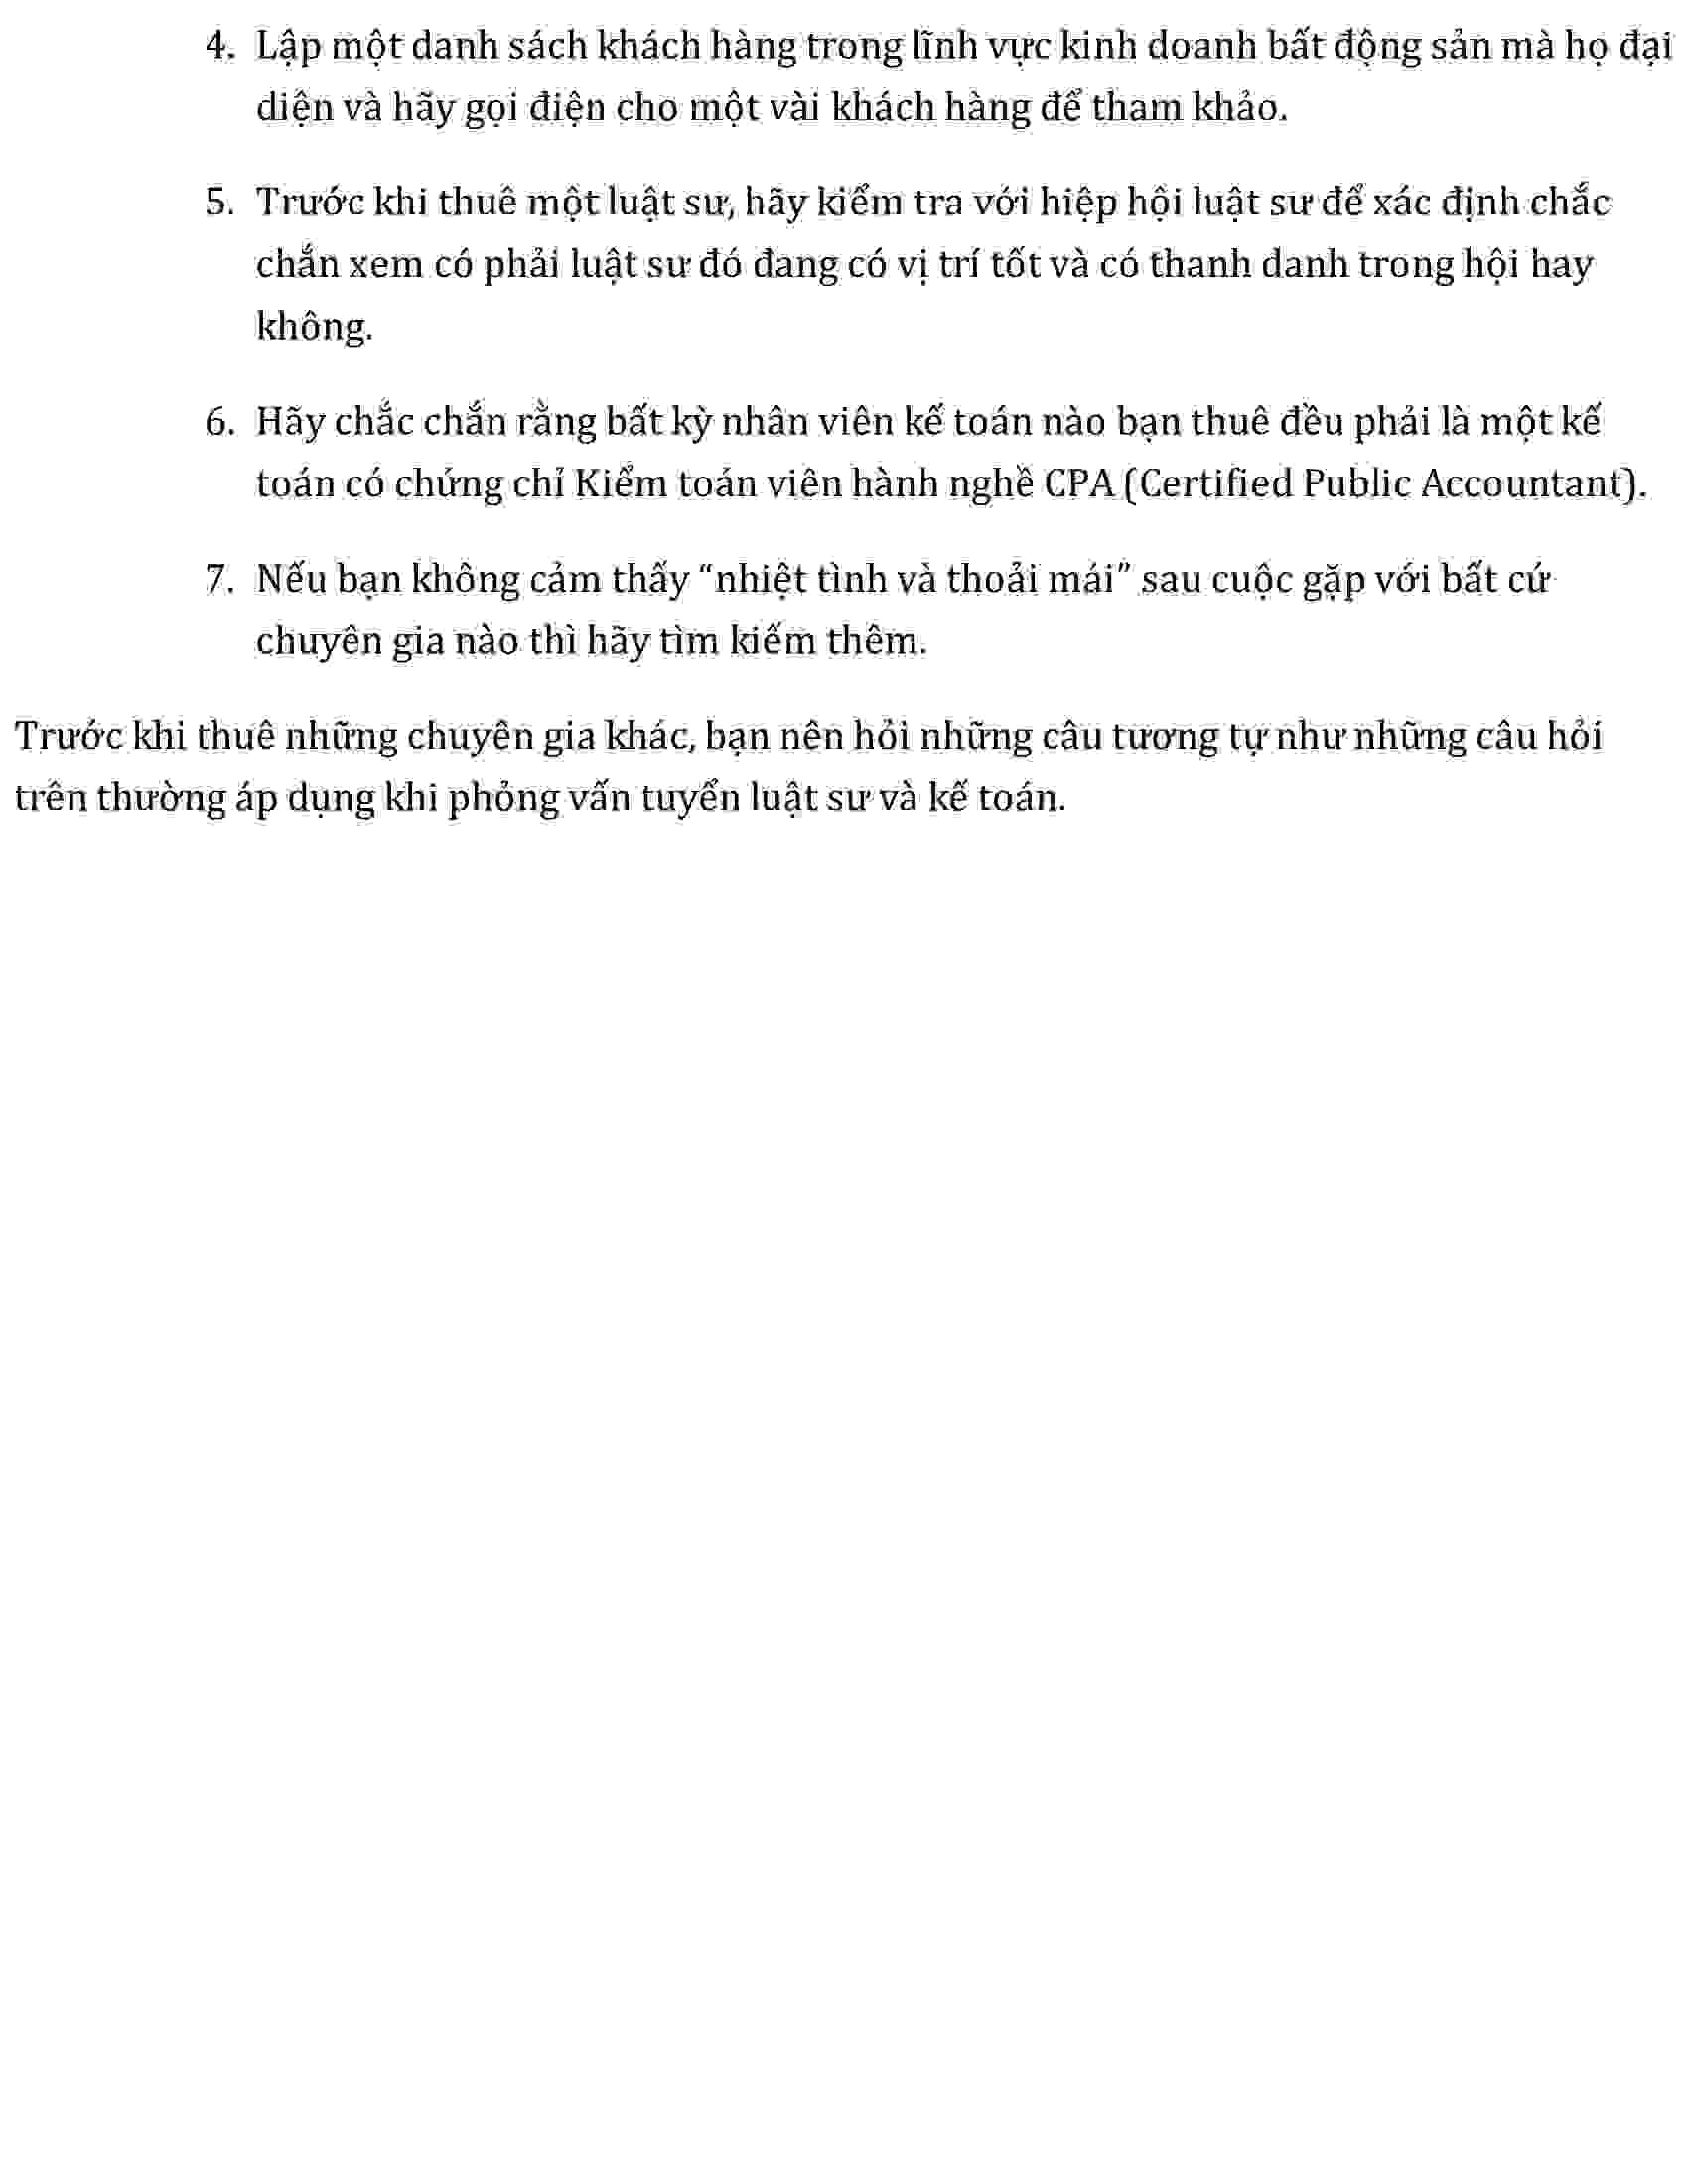 4. Lập một danh sách khách hàng trong lĩnh vực kinh doanh bất động sản mà họ đại
diện và hãy gọi điện cho một vài khách hàng để tham khảo.
5. Trước khi thuê một luật sư, hãy kiểm tra với hiệp hội luật sư để xác định chắc
chắn xem có phải luật sư đó đang có vị trí tốt và có thanh danh trong hội hay
không.
6. Hãy chắc chắn rằng bất kỳ nhân viên kế toán nào bạn thuê đều phải là một kế
toán có chứng chỉ Kiểm toán viên hành nghề CPA (Certified Public Accountant).
7. Nếu bạn không cảm thấy “nhiệt tình và thoải mái” sau cuộc gặp với bất cứ
chuyên gia nào thì hãy tìm kiếm thêm.
Trước khi thuê những chuyên gia khác, bạn nên hỏi những câu tương tự như những câu hỏi
trên thường áp dụng khi phỏng vấn tuyển luật sư và kế toán.